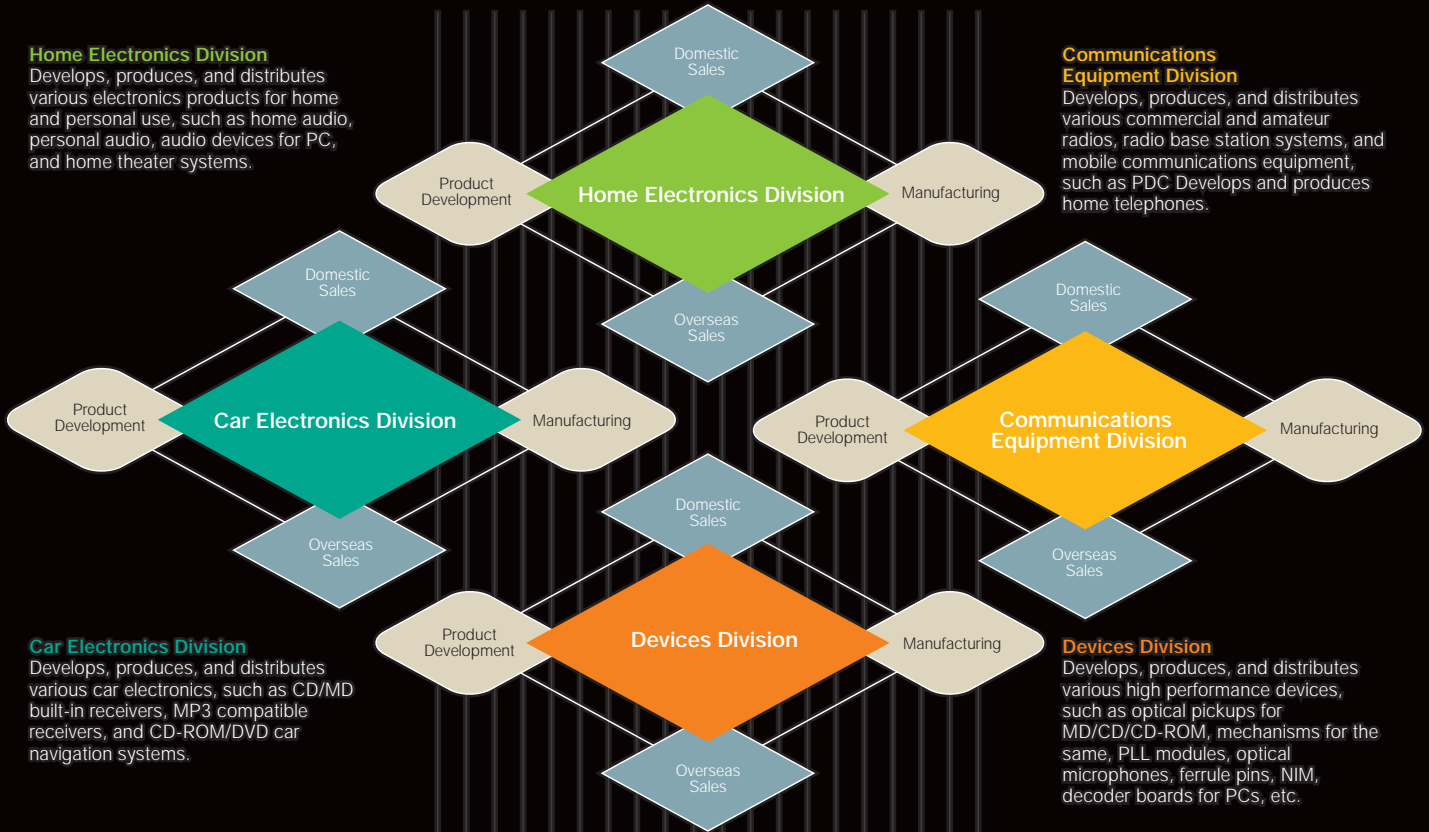 Home Electronics Division
Develops, produces, and distributes
various electronics products for home
and personal use, such as home audio,
personal audio, audio devices for PC,
and home theater systems.
Domestic
Sales
Product
Development
Home Electronics Division
Manufacturing
Overseas
Sales
Communications
Equipment Division
Develops, produces, and distributes
various commercial and amateur
radios, radio base station systems, and
mobile communications equipment,
such as PDC Develops and produces
home telephones.
Domestic
Sales
Product
Development
Car Electronics Division
Manufacturing
Overseas
Sales
Domestic
Sales
Product
Development
Communications
Equipment Division
Manufacturing
Overseas
Sales
Domestic
Sales
Product
Development
Devices Division
Manufacturing
Overseas
Sales
Car Electronics Division
Develops, produces, and distributes
various car electronics, such as CD/MD
built-in receivers, MP3 compatible
receivers, and CD-ROM/DVD car
navigation systems.
Devices Division
Develops, produces, and distributes
various high performance devices,
such as optical pickups for
MD/CD/CD-ROM, mechanisms for the
same, PLL modules, optical
microphones, ferrule pins, NIM,
decoder boards for PCs, etc.